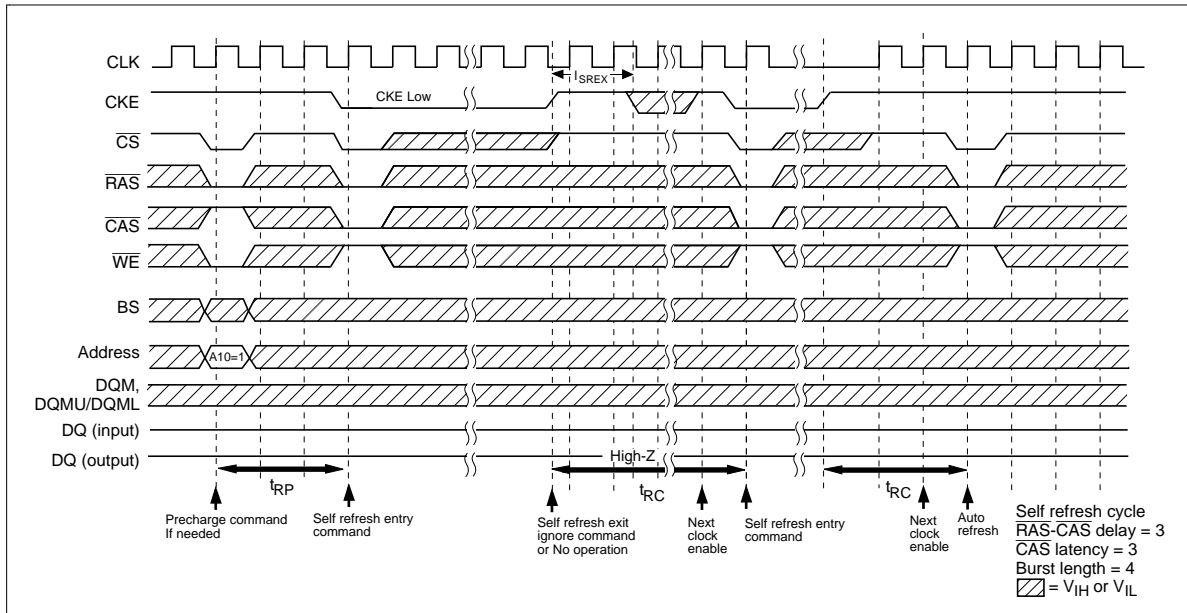 CLK
l SREX
CKE
CKE Low
CS
RAS
CAS
WE
BS
Address
A10=1
DQM,
DQMU/DQML
DQ (input)
DQ (output)
High-Z
tRP
tRC
tRC
Precharge command
If needed
Self refresh entry
command
Self refresh exit
ignore command
or No operation
Next
clock
enable
Self refresh entry
command
Next
clock
enable
Auto
refresh
Self refresh cycle
RAS-CAS delay = 3
CAS latency = 3
Burst length = 4
= VIH or VIL